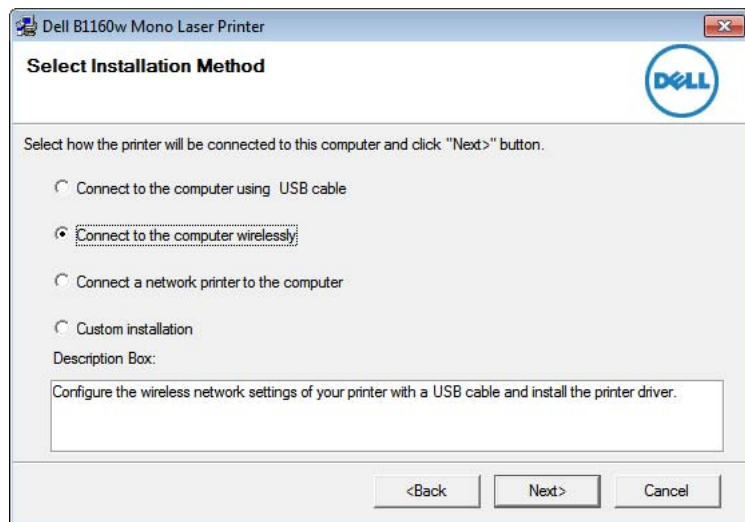 Dell B1160w Mono Laser Printer
Select Installation Method
DELL
Select how the printer will be connected to this computer and click "Next>" button.
Connect to the computer using  USB cable
Connect to the computer wirelessly
Connect a network printer to the computer
Custom installation
Description Box:
Configure the wireless network settings of your printer with a USB cable and install the printer driver.
<Back
Next>
Cancel